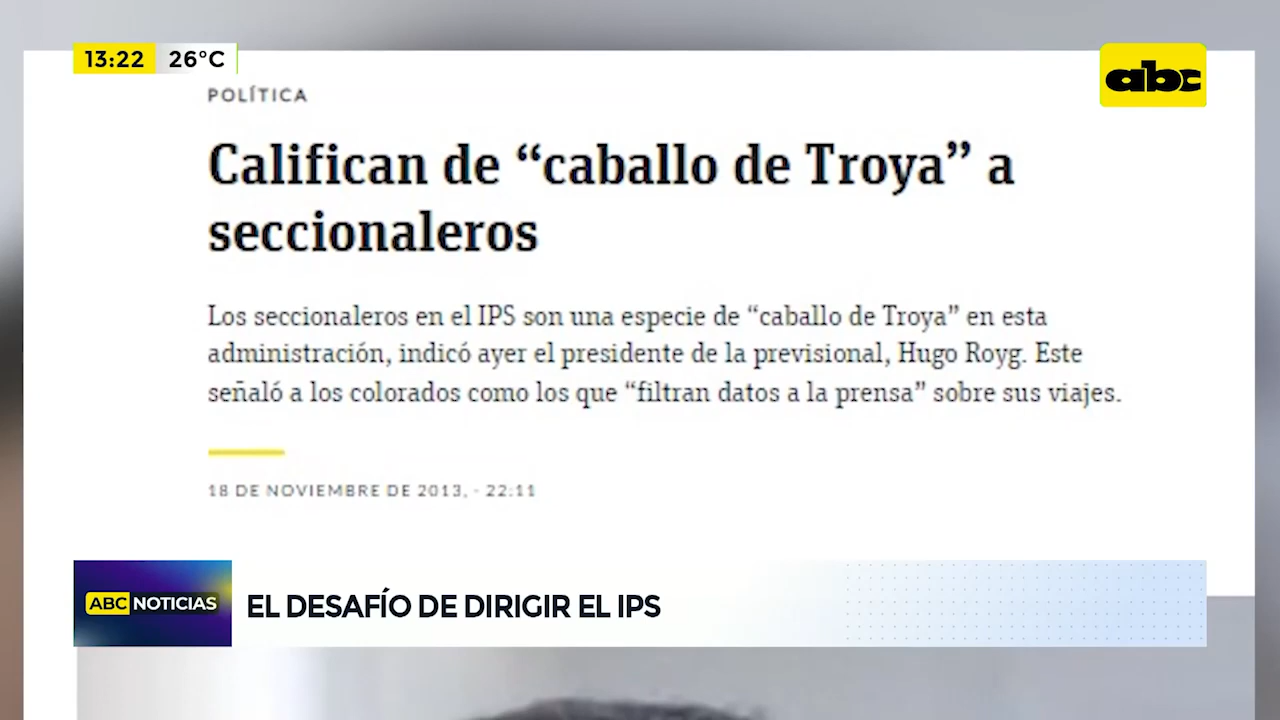 13:22 26°C
abc
POLÍTICA
Califican de “caballo de Troya” a
seccionaleros
Los seccionaleros en el IPS son una especie de “caballo de Troya” en esta
administración, indicó ayer el presidente de la previsional, Hugo Royg. Este
señaló a los colorados como los que “filtran datos a la prensa” sobre sus viajes.
18 DE NOVIEMBRE DE 2013, - 22:11
ABC NOTICIAS
EL DESAFÍO DE DIRIGIR EL IPS